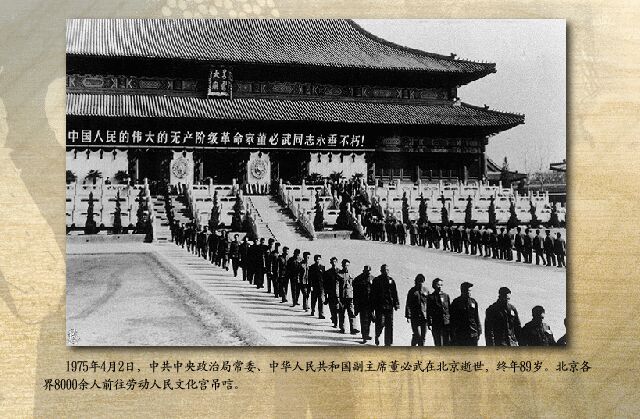 中国人民的伟大的无产阶级革命家董必武同志永垂不朽!
1975年4月2日，中共中央政治局常委、中华人民共和国副主席董必武在北京逝世，终年89岁。北京各
界8000余人前往劳动人民文化宫吊唁。